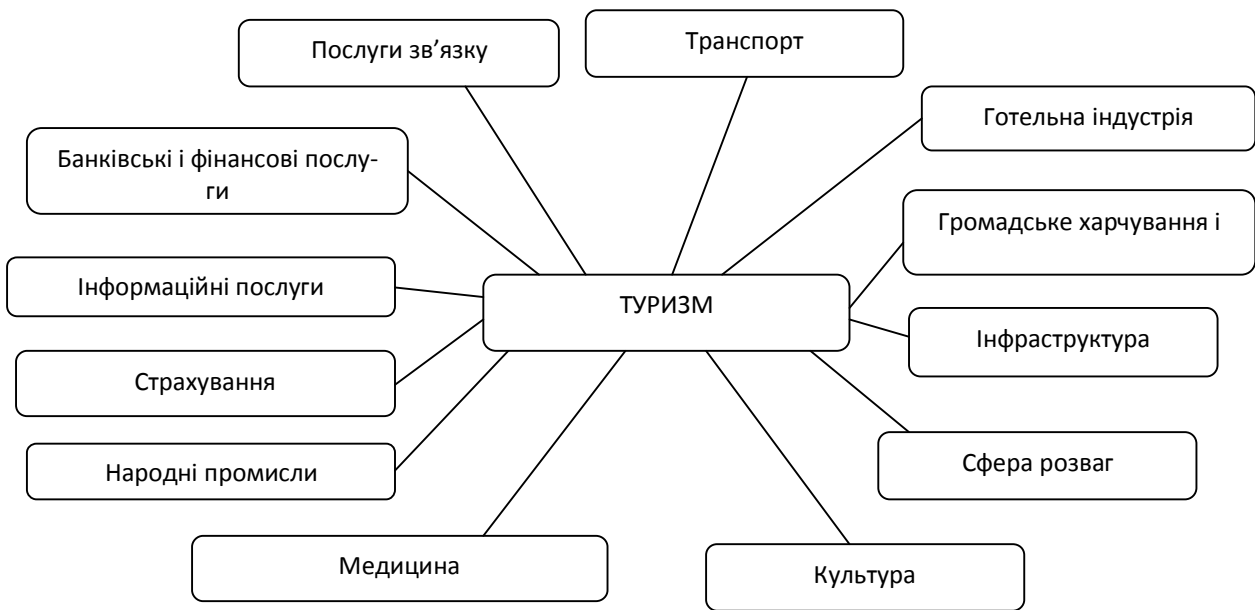 Послуги зв’язку
Транспорт
Готельна індустрія
Банківські і фінансові послу-
ги
Громадське харчування і
Інформаційні послуги
ТУРИЗМ
Інфраструктура
Страхування
Народні промисли
Сфера розваг
Медицина
Культура